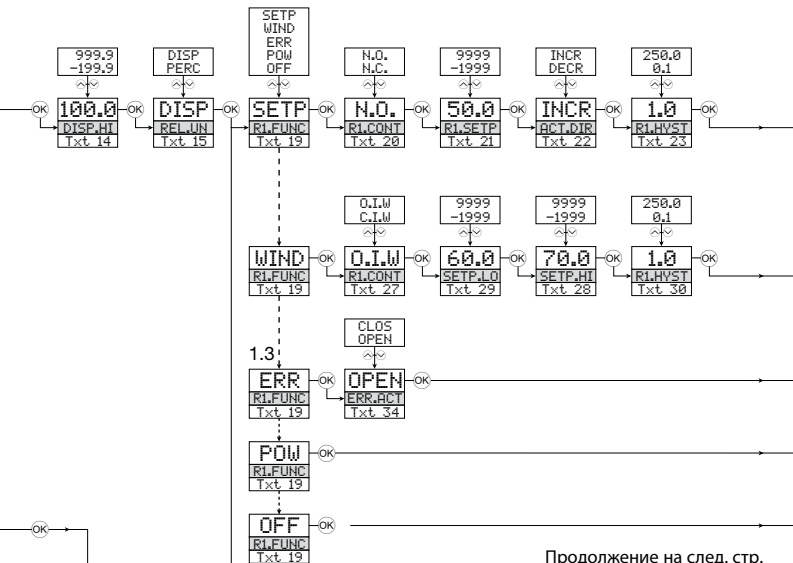 SETP
WIND
ERR
POW
OFF
999.9
-199.9
DISP
PERC
N.O.
N.C.
9999
-1999
INCR
DECR
250.0
0.1
OK 100.0 OK DISP OK SETP OK N.O. OK 50.0 OK INCR OK 1.0 OK
DISP.HI REL.UN R1.FUNC R1.CONT R1.SETP ACT.DIR R1.HYST
Txt 14 Txt 15 Txt 19 Txt 20 Txt 21 Txt 22 Txt 23
O.I.W
C.I.W
9999
-1999
9999
-1999
250.0
0.1
WIND OK O.I.W OK 60.0 OK 70.0 OK 1.0 OK
R1.FUNC R1.CONT SETP.LO SETP.HI R1.HYST
Txt 19 Txt 27 Txt 29 Txt 28 Txt 30
CLOS
OPEN
1.3
ERR OK OPEN OK
R1.FUNC ERR.ACT
Txt 19 Txt 34
POW OK
R1.FUNC
Txt 19
OK OFF OK
R1.FUNC
Txt 19
Продолжение на след. стр.